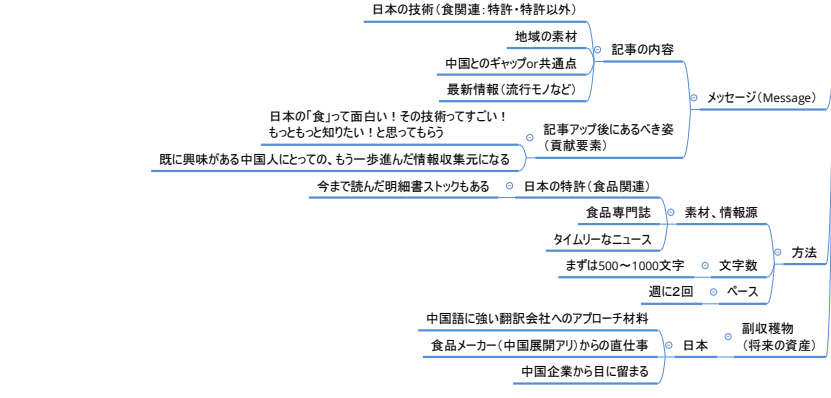 日本の技術（食関連：特許・特許以外）
地域の素材
記事の内容
中国とのギャップor共通点
最新情報（流行モノなど）
メッセージ（Message）
日本の「食」って面白い！その技術ってすごい！
もっともっと知りたい！と思ってもらう
記事アップ後にあるべき姿
（貢献要素）
既に興味がある中国人にとっての、もう一歩進んだ情報収集元になる
今まで読んだ明細書ストックもある
日本の特許（食品関連）
食品専門誌
素材、情報源
タイムリーなニュース
方法
まずは500～1000文字
文字数
週に２回
ペース
中国語に強い翻訳会社へのアプローチ材料
食品メーカー（中国展開アリ）からの直仕事
日本
副収穫物
（将来の資産）
中国企業から目に留まる